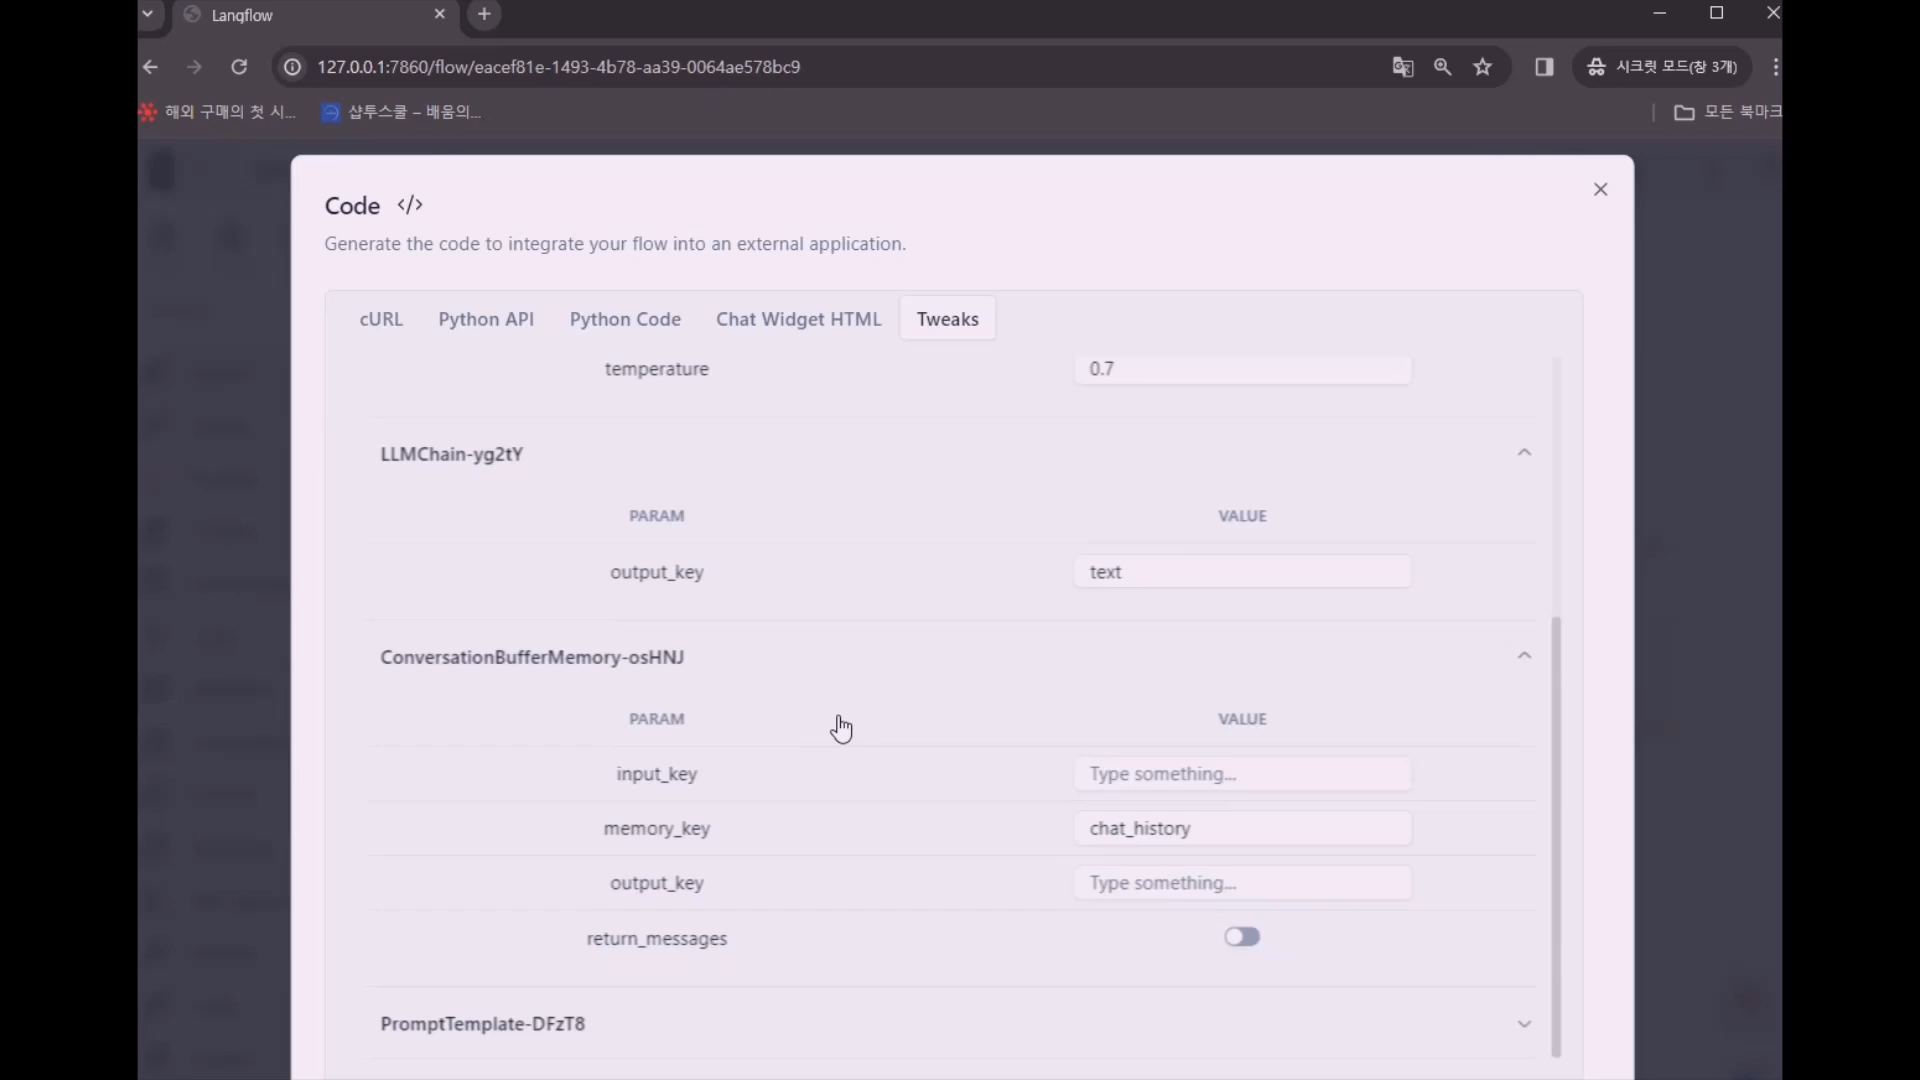 Langflow
127.0.0.1:7860/flow/eacef81e-1493-4b78-aa39-0064ae578bc9
시크릿 모드(창 3개)
해외 구매의 첫 시...
샵투스쿨 – 배움의...
모든 북마크
Code </>
Generate the code to integrate your flow into an external application.
cURL
Python API
Python Code
Chat Widget HTML
Tweaks
temperature
0.7
LLMChain-yg2tY
PARAM
VALUE
output_key
text
ConversationBufferMemory-osHNJ
PARAM
VALUE
input_key
Type something...
memory_key
chat_history
output_key
Type something...
return_messages
PromptTemplate-DFzT8